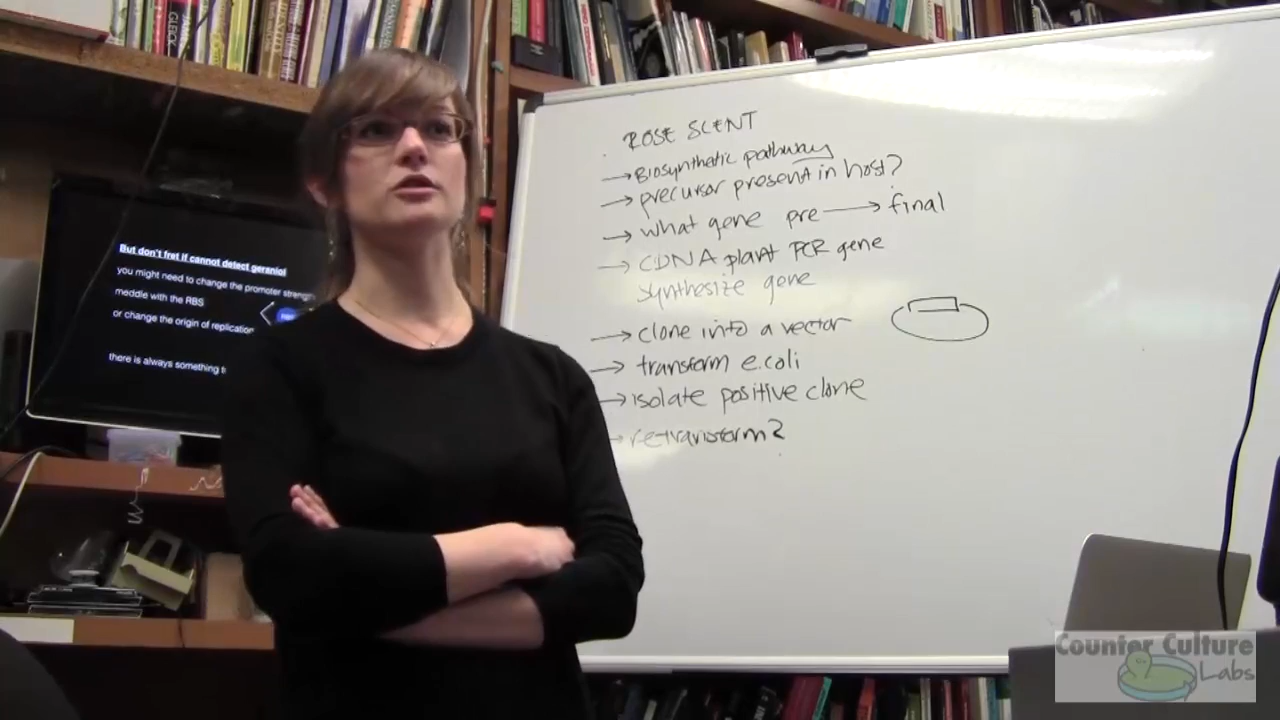 ROSE SCENT
→ Biosynthetic pathway
→ precursor present in host?
→ what gene pre → final
→ CDNA plant PCR gene
synthesize gene
→ clone into a vector
→ transform e.coli
→ isolate positive clone
→ retransform?
But don't fret if cannot detect geraniol
you might need to change the promoter strength
meddle with the RBS
or change the origin of replication
there is always something
GLEICK
Counter Culture
Labs